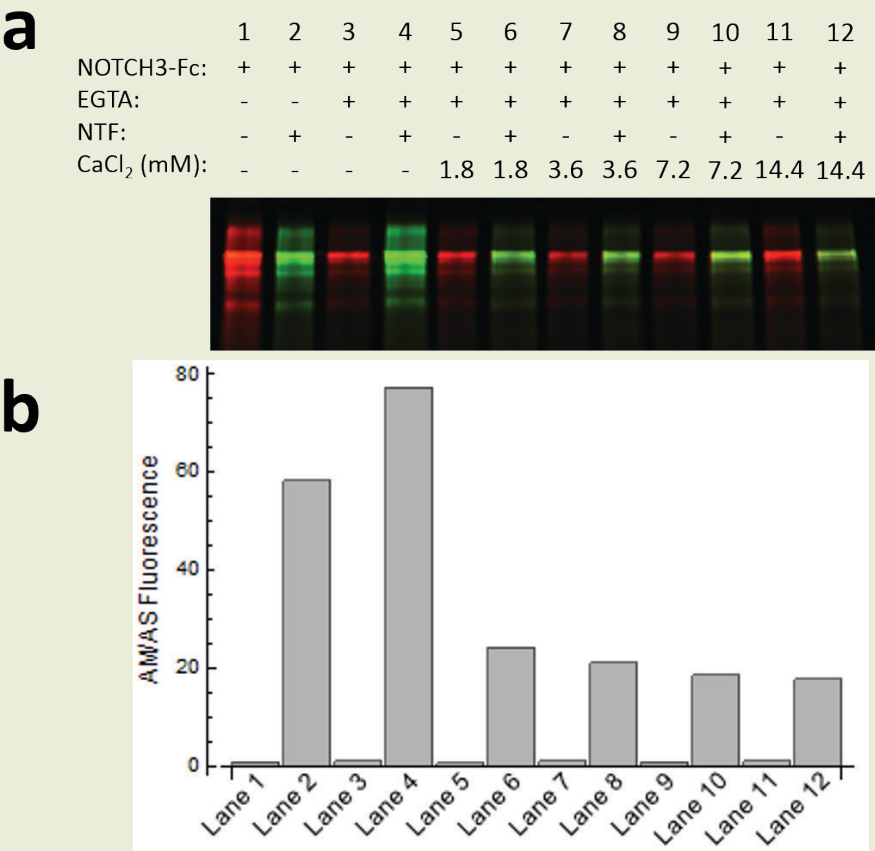 a
1 2 3 4 5 6 7 8 9 10 11 12
NOTCH3-Fc: + + + + + + + + + + + +
EGTA: - - + + + + + + + + + +
NTF: - + - + - + - + - + - +
CaCl₂ (mM): - - - - 1.8 1.8 3.6 3.6 7.2 7.2 14.4 14.4
b
80
60
40
20
0
AM/AS Fluorescence
Lane 1 Lane 2 Lane 3 Lane 4 Lane 5 Lane 6 Lane 7 Lane 8 Lane 9 Lane 10 Lane 11 Lane 12